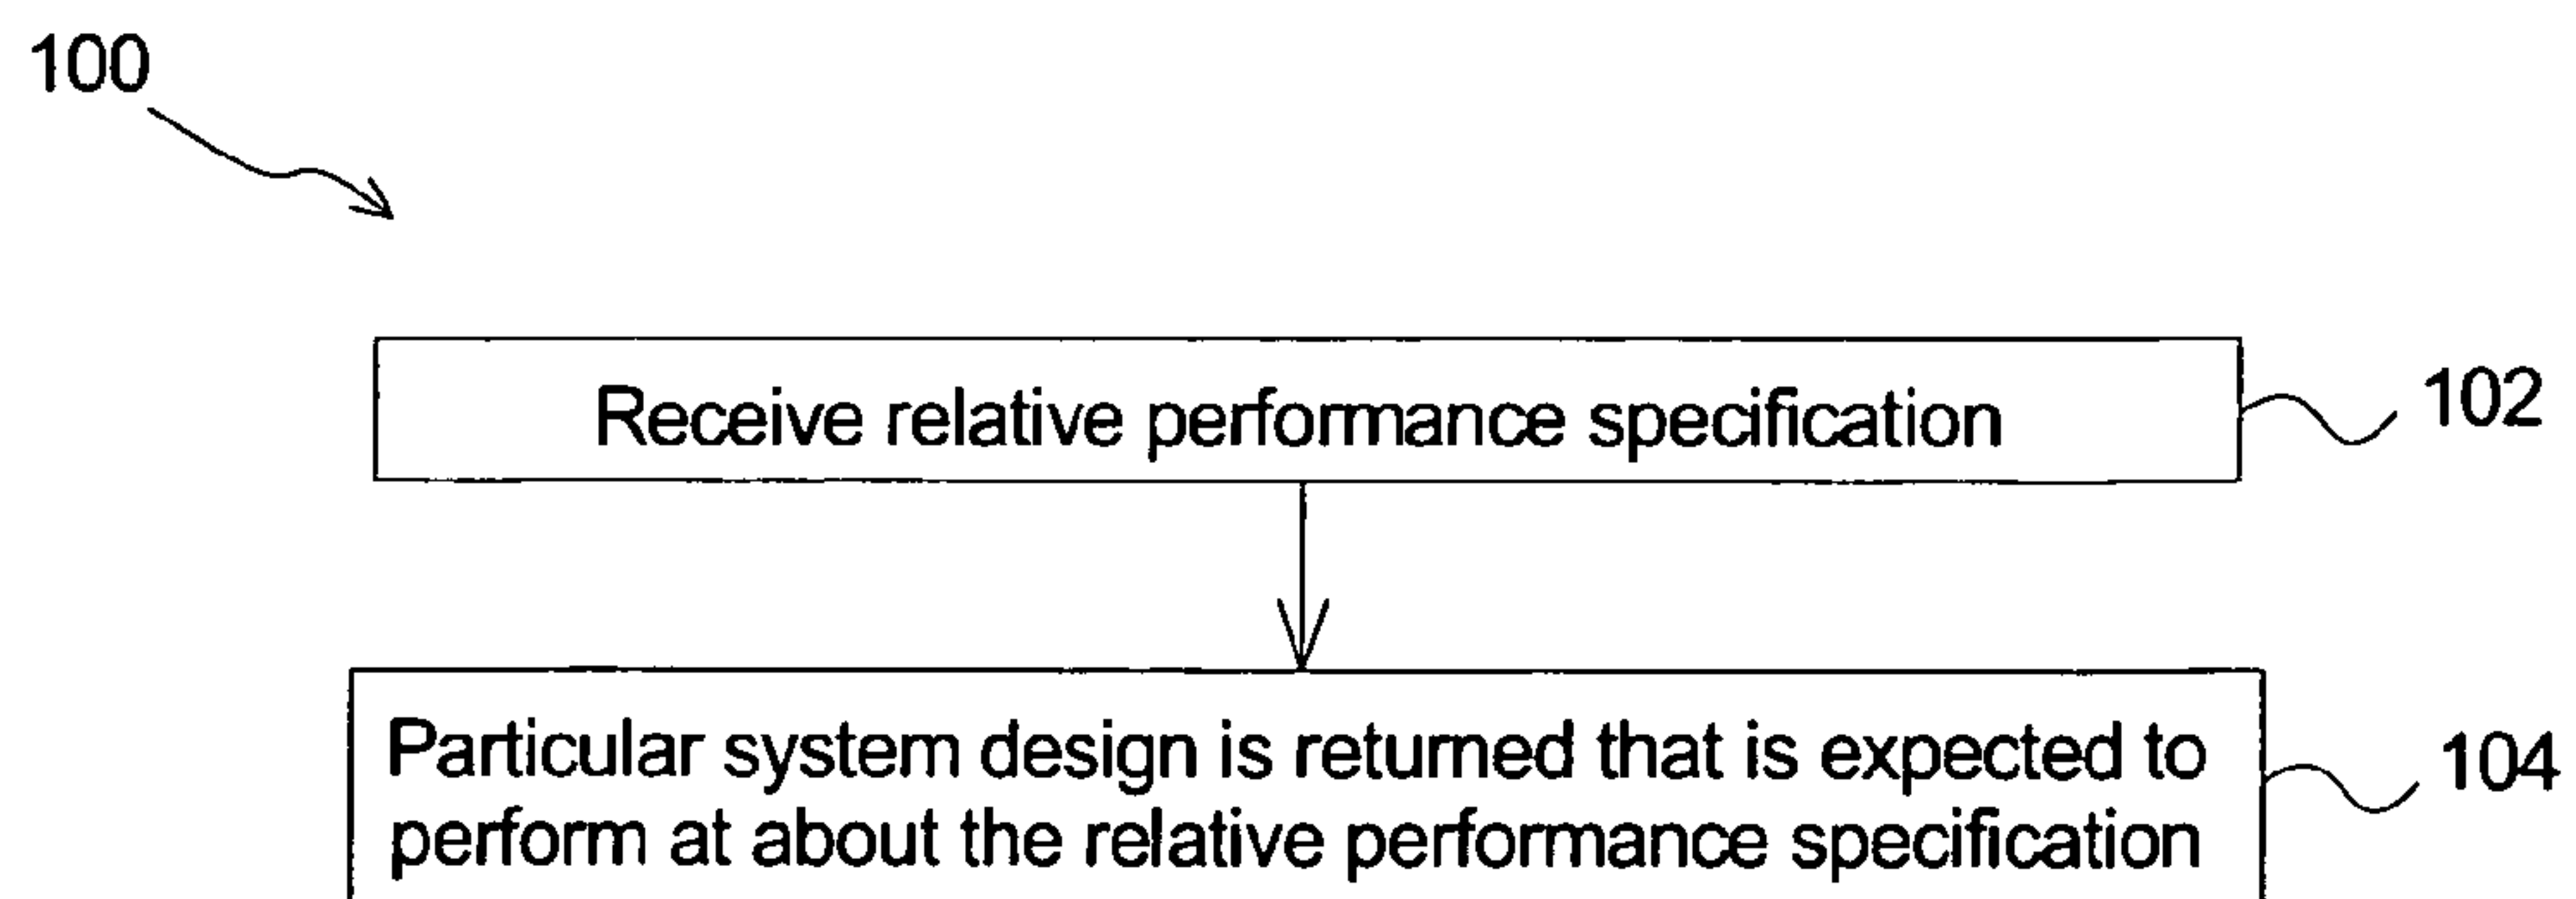 100
Receive relative performance specification
102
Particular system design is returned that is expected to
perform at about the relative performance specification
104